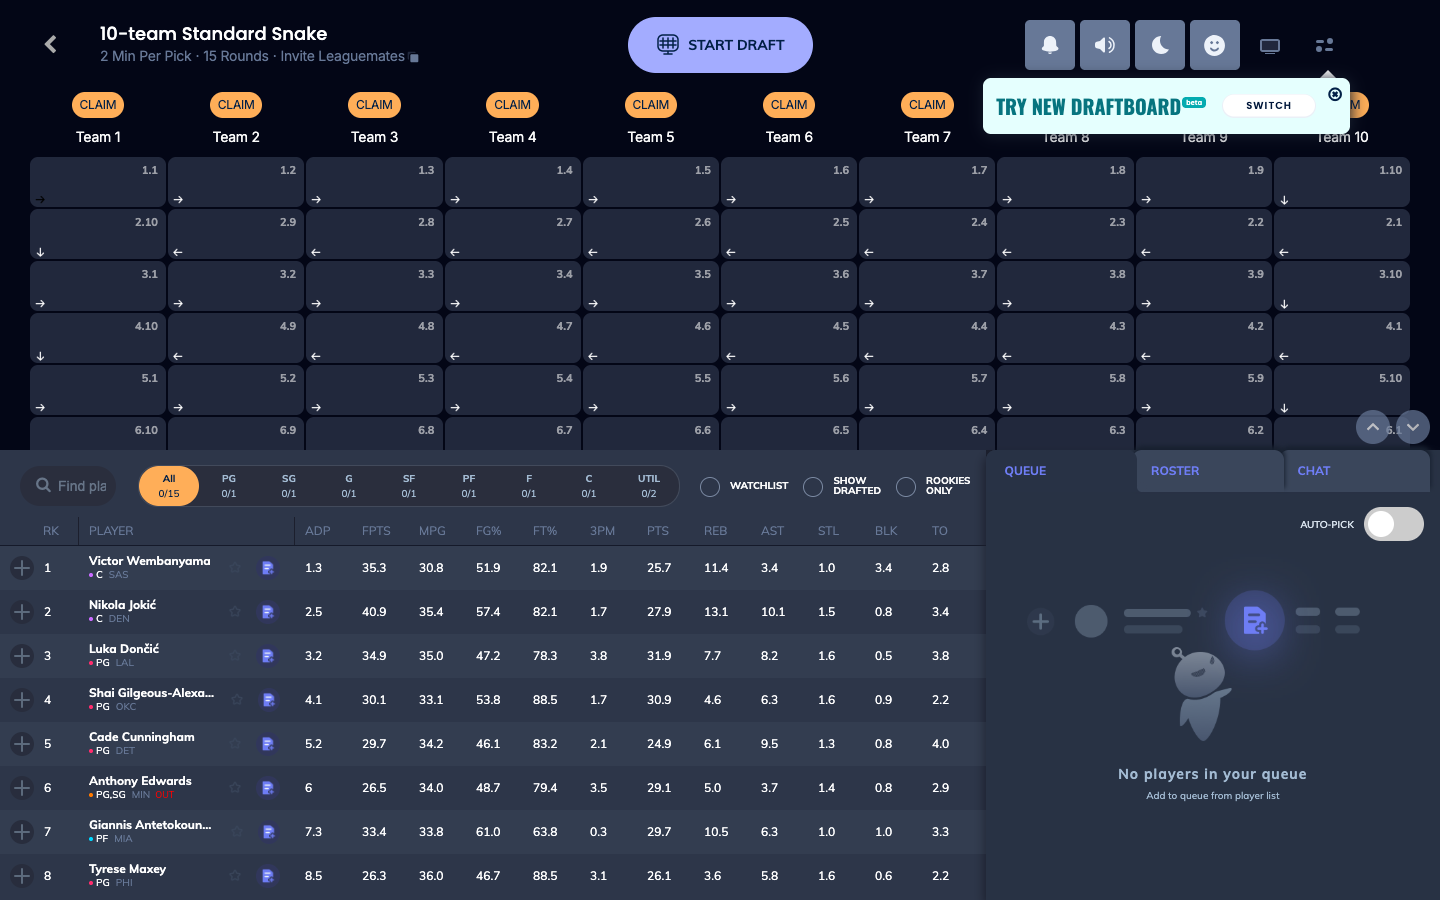 10-team Standard Snake
2 Min Per Pick · 15 Rounds · Invite Leaguemates
START DRAFT
CLAIM CLAIM CLAIM CLAIM CLAIM CLAIM CLAIM
TRY NEW DRAFTBOARD beta SWITCH
Team 1 Team 2 Team 3 Team 4 Team 5 Team 6 Team 7 Team 8 Team 9 Team 10
1.1 1.2 1.3 1.4 1.5 1.6 1.7 1.8 1.9 1.10
2.10 2.9 2.8 2.7 2.6 2.5 2.4 2.3 2.2 2.1
3.1 3.2 3.3 3.4 3.5 3.6 3.7 3.8 3.9 3.10
4.10 4.9 4.8 4.7 4.6 4.5 4.4 4.3 4.2 4.1
5.1 5.2 5.3 5.4 5.5 5.6 5.7 5.8 5.9 5.10
6.10 6.9 6.8 6.7 6.6 6.5 6.4 6.3 6.2 6.1
Find pla
All PG SG G SF PF F C UTIL
0/15 0/1 0/1 0/1 0/1 0/1 0/1 0/1 0/2
WATCHLIST
SHOW DRAFTED
ROOKIES ONLY
QUEUE ROSTER CHAT
AUTO-PICK
RK PLAYER ADP FPTS MPG FG% FT% 3PM PTS REB AST STL BLK TO
1 Victor Wembanyama 1.3 35.3 30.8 51.9 82.1 1.9 25.7 11.4 3.4 1.0 3.4 2.8
C SAS
2 Nikola Jokić 2.5 40.9 35.4 57.4 82.1 1.7 27.9 13.1 10.1 1.5 0.8 3.4
C DEN
3 Luka Dončić 3.2 34.9 35.0 47.2 78.3 3.8 31.9 7.7 8.2 1.6 0.5 3.8
PG LAL
4 Shai Gilgeous-Alexa... 4.1 30.1 33.1 53.8 88.5 1.7 30.9 4.6 6.3 1.6 0.9 2.2
PG OKC
5 Cade Cunningham 5.2 29.7 34.2 46.1 83.2 2.1 24.9 6.1 9.5 1.3 0.8 4.0
PG DET
6 Anthony Edwards 6 26.5 34.0 48.7 79.4 3.5 29.1 5.0 3.7 1.4 0.8 2.9
PG,SG MIN OUT
7 Giannis Antetokoun... 7.3 33.4 33.8 61.0 63.8 0.3 29.7 10.5 6.3 1.0 1.0 3.3
PF MIA
8 Tyrese Maxey 8.5 26.3 36.0 46.7 88.5 3.1 26.1 3.6 5.8 1.6 0.6 2.2
PG PHI
No players in your queue
Add to queue from player list